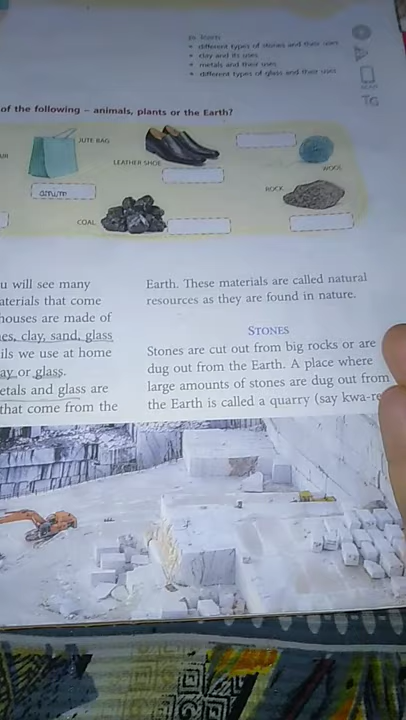 to learn
• different types of stones and their uses
• clay and its uses
• metals and their uses
• different types of glass and their uses
TG
of the following – animals, plants or the Earth?
JUTE BAG
LEATHER SHOE
WOOL
ROCK
COAL
u will see many
aterials that come
houses are made of
es, clay, sand, glass
ils we use at home
ay or glass.
etals and glass are
that come from the
Earth. These materials are called natural
resources as they are found in nature.
STONES
Stones are cut out from big rocks or are
dug out from the Earth. A place where
large amounts of stones are dug out from
the Earth is called a quarry (say kwa-re